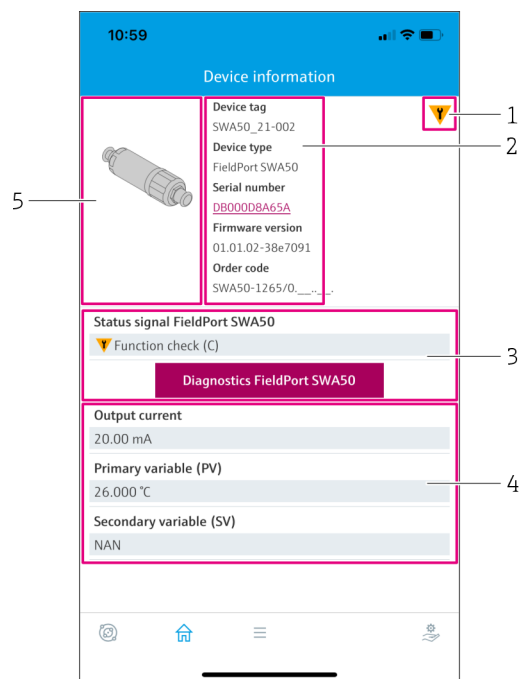 10:59
Device information
Device tag
SWA50_21-002
Device type
FieldPort SWA50
Serial number
DB000D8A65A
Firmware version
01.01.02-38e7091
Order code
SWA50-1265/0.__..__.
1
2
5
Status signal FieldPort SWA50
Function check (C)
Diagnostics FieldPort SWA50
3
Output current
20.00 mA
Primary variable (PV)
26.000 °C
Secondary variable (SV)
NAN
4